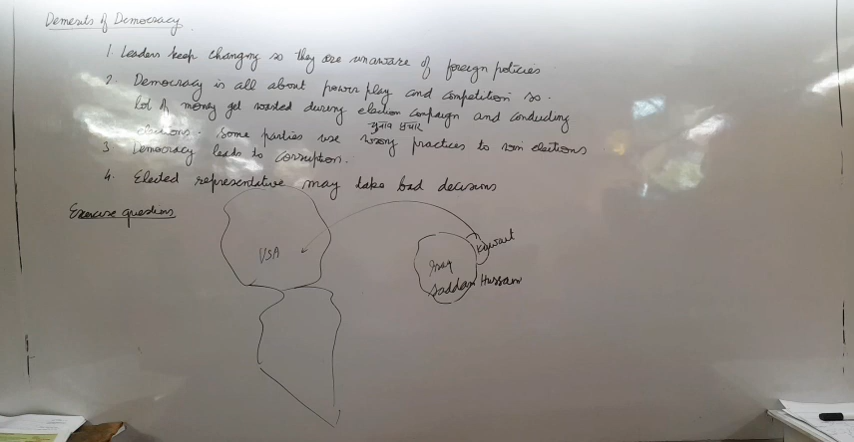 Demerits of Democracy.
1. Leaders keep changing so they are unaware of foreign policies.
2. Democracy is all about power play and competition so.
lot of money get wasted during election campaign and conducting
चुनाव प्रचार
elections. Some parties use wrong practices to win elections
3 Democracy leads to corruption.
4. Elected representative may take bad decisions
Exercise questions
USA
Kuwait
Iraq
Saddam Hussain